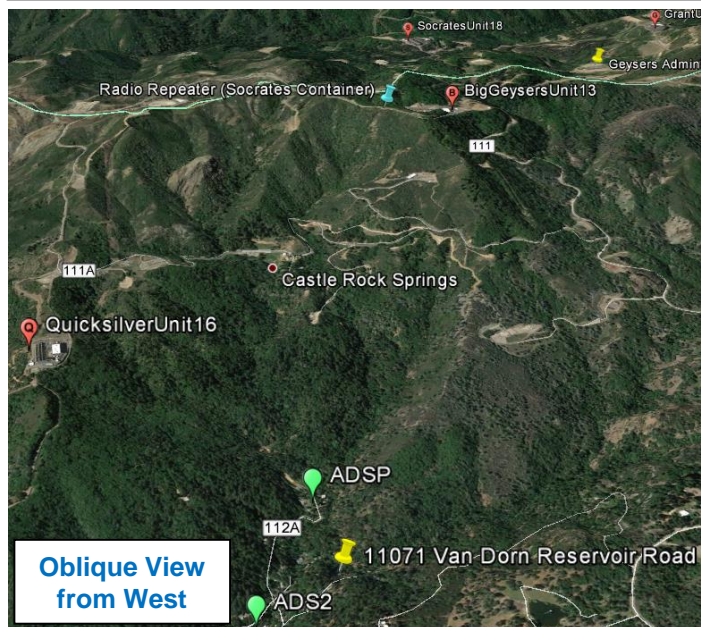 SocratesUnit18
GrantU
Geysers Admin
Radio Repeater (Socrates Container)
BigGeysersUnit13
111
Castle Rock Springs
111A
QuicksilverUnit16
ADSP
112A
11071 Van Dorn Reservoir Road
Oblique View
from West
ADS2